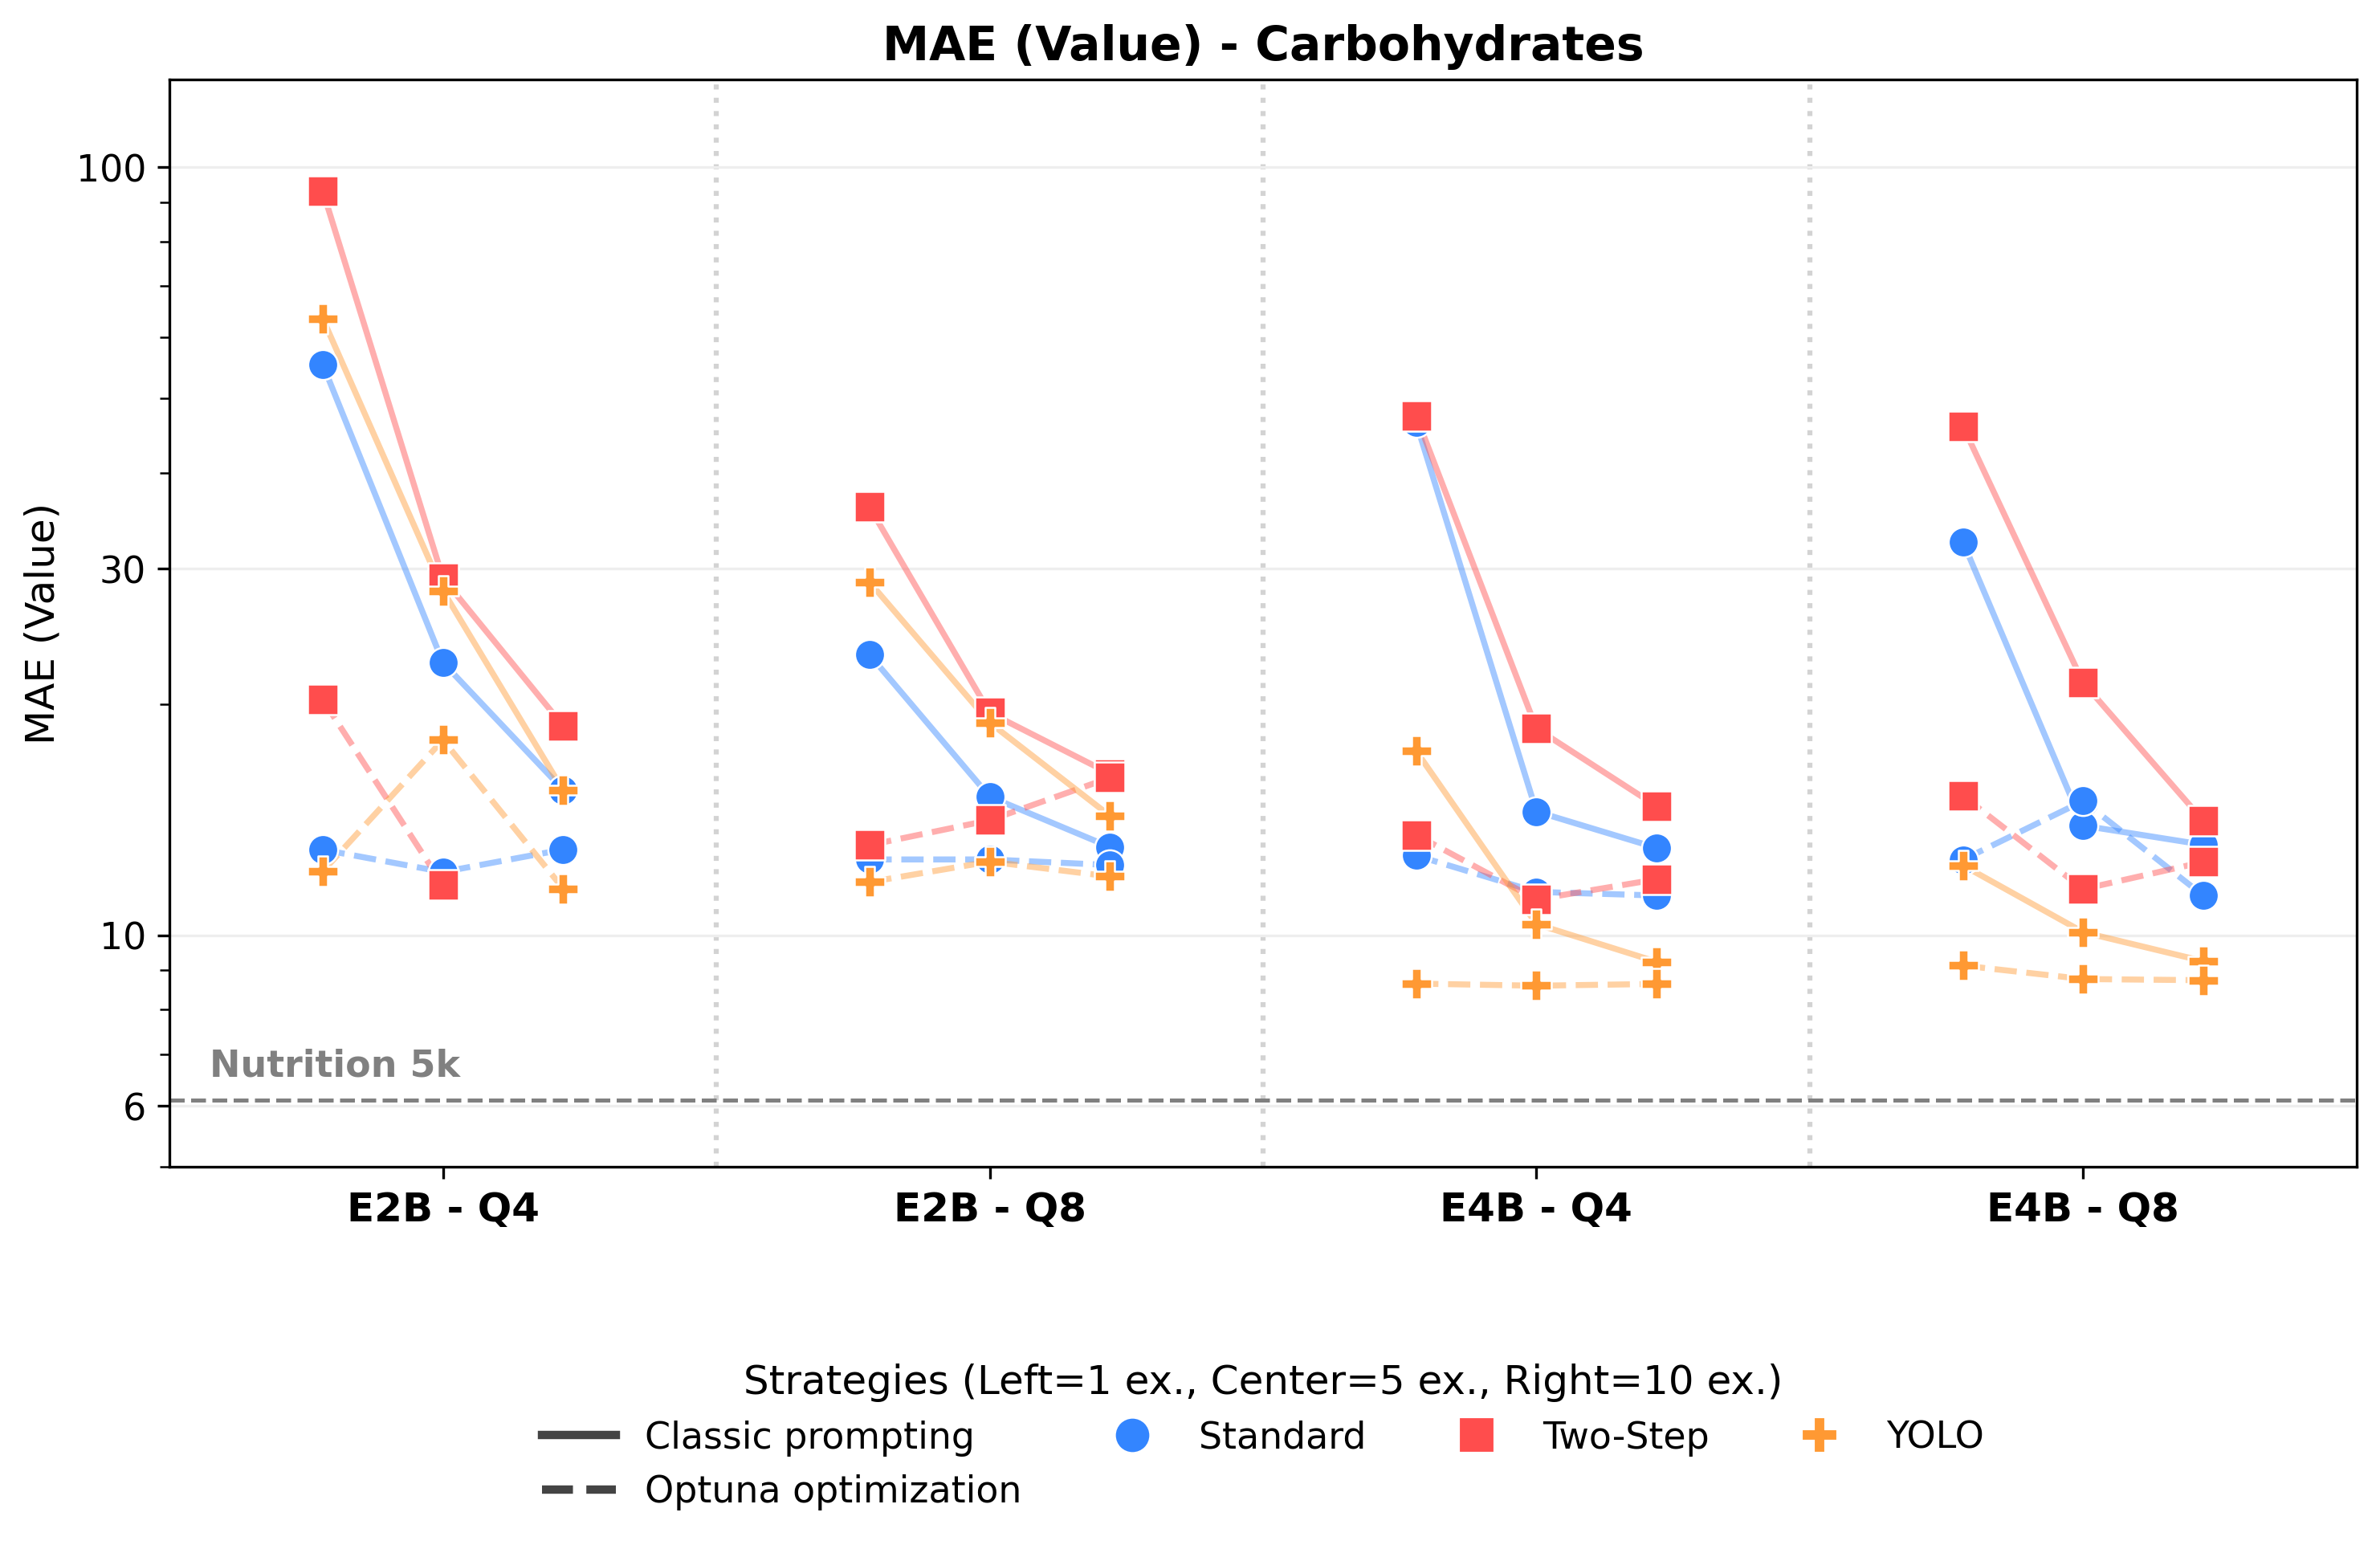 MAE (Value) - Carbohydrates
MAE (Value)
100
30
10
6
Nutrition 5k
E2B - Q4
E2B - Q8
E4B - Q4
E4B - Q8
Strategies (Left=1 ex., Center=5 ex., Right=10 ex.)
Classic prompting
Standard
Two-Step
YOLO
Optuna optimization